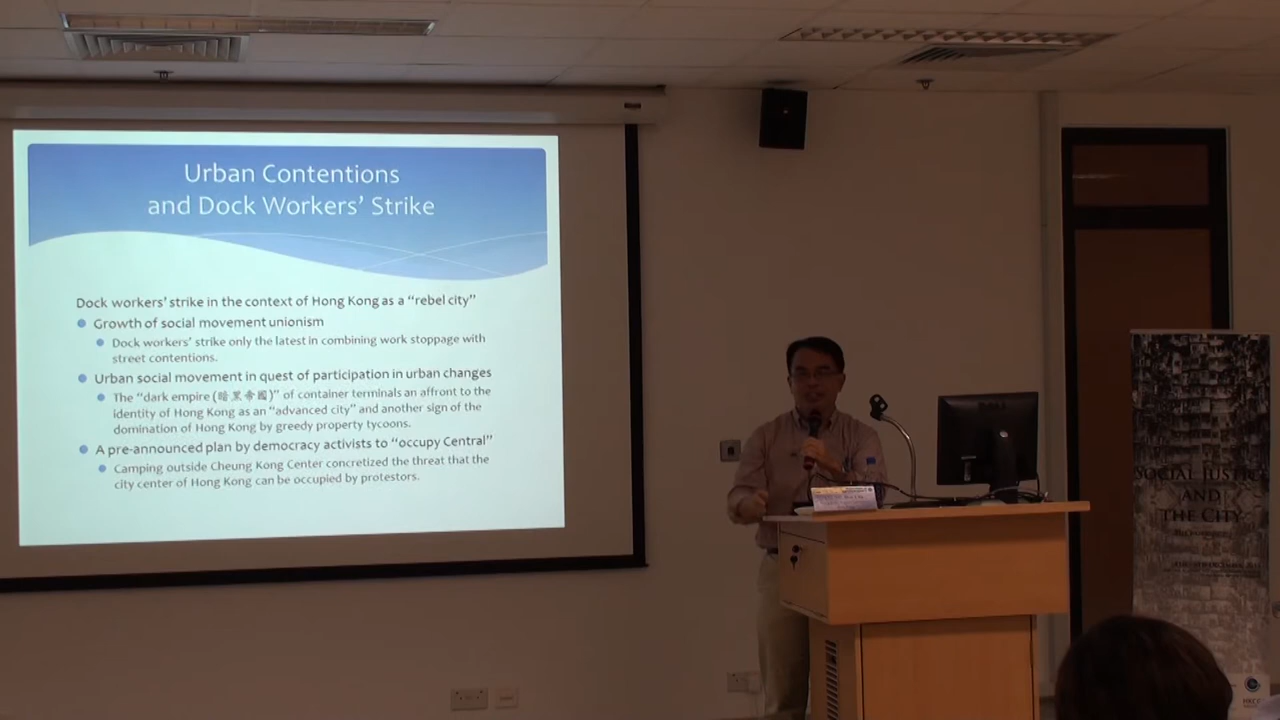 Urban Contentions
and Dock Workers' Strike
Dock workers' strike in the context of Hong Kong as a "rebel city"
Growth of social movement unionism
Dock workers' strike only the latest in combining work stoppage with
street contentions.
Urban social movement in quest of participation in urban changes
The "dark empire (暗黑帝國)" of container terminals an affront to the
identity of Hong Kong as an "advanced city" and another sign of the
domination of Hong Kong by greedy property tycoons.
A pre-announced plan by democracy activists to "occupy Central"
Camping outside Cheung Kong Center concretized the threat that the
city center of Hong Kong can be occupied by protestors.
DELL
SOCIAL JUSTICE
AND
THE CITY